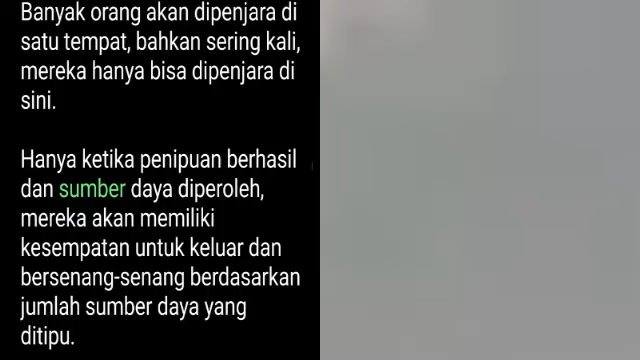 Banyak orang akan dipenjara di
satu tempat, bahkan sering kali,
mereka hanya bisa dipenjara di
sini.
Hanya ketika penipuan berhasil
dan sumber daya diperoleh,
mereka akan memiliki
kesempatan untuk keluar dan
bersenang-senang berdasarkan
jumlah sumber daya yang
ditipu.